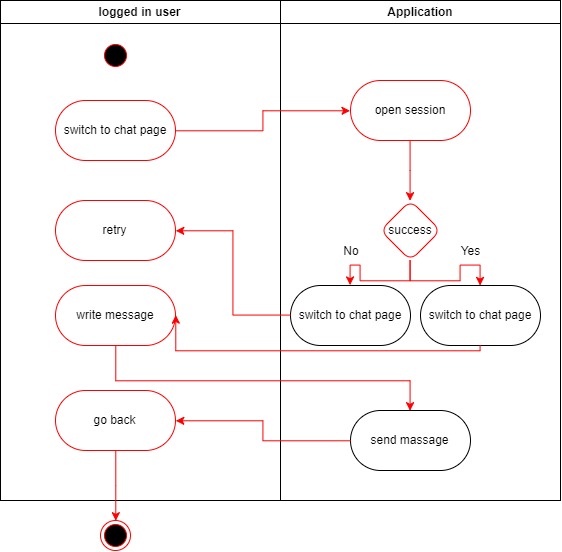 logged in user
Application
switch to chat page
open session
retry
success
No
Yes
write message
switch to chat page
switch to chat page
go back
send massage